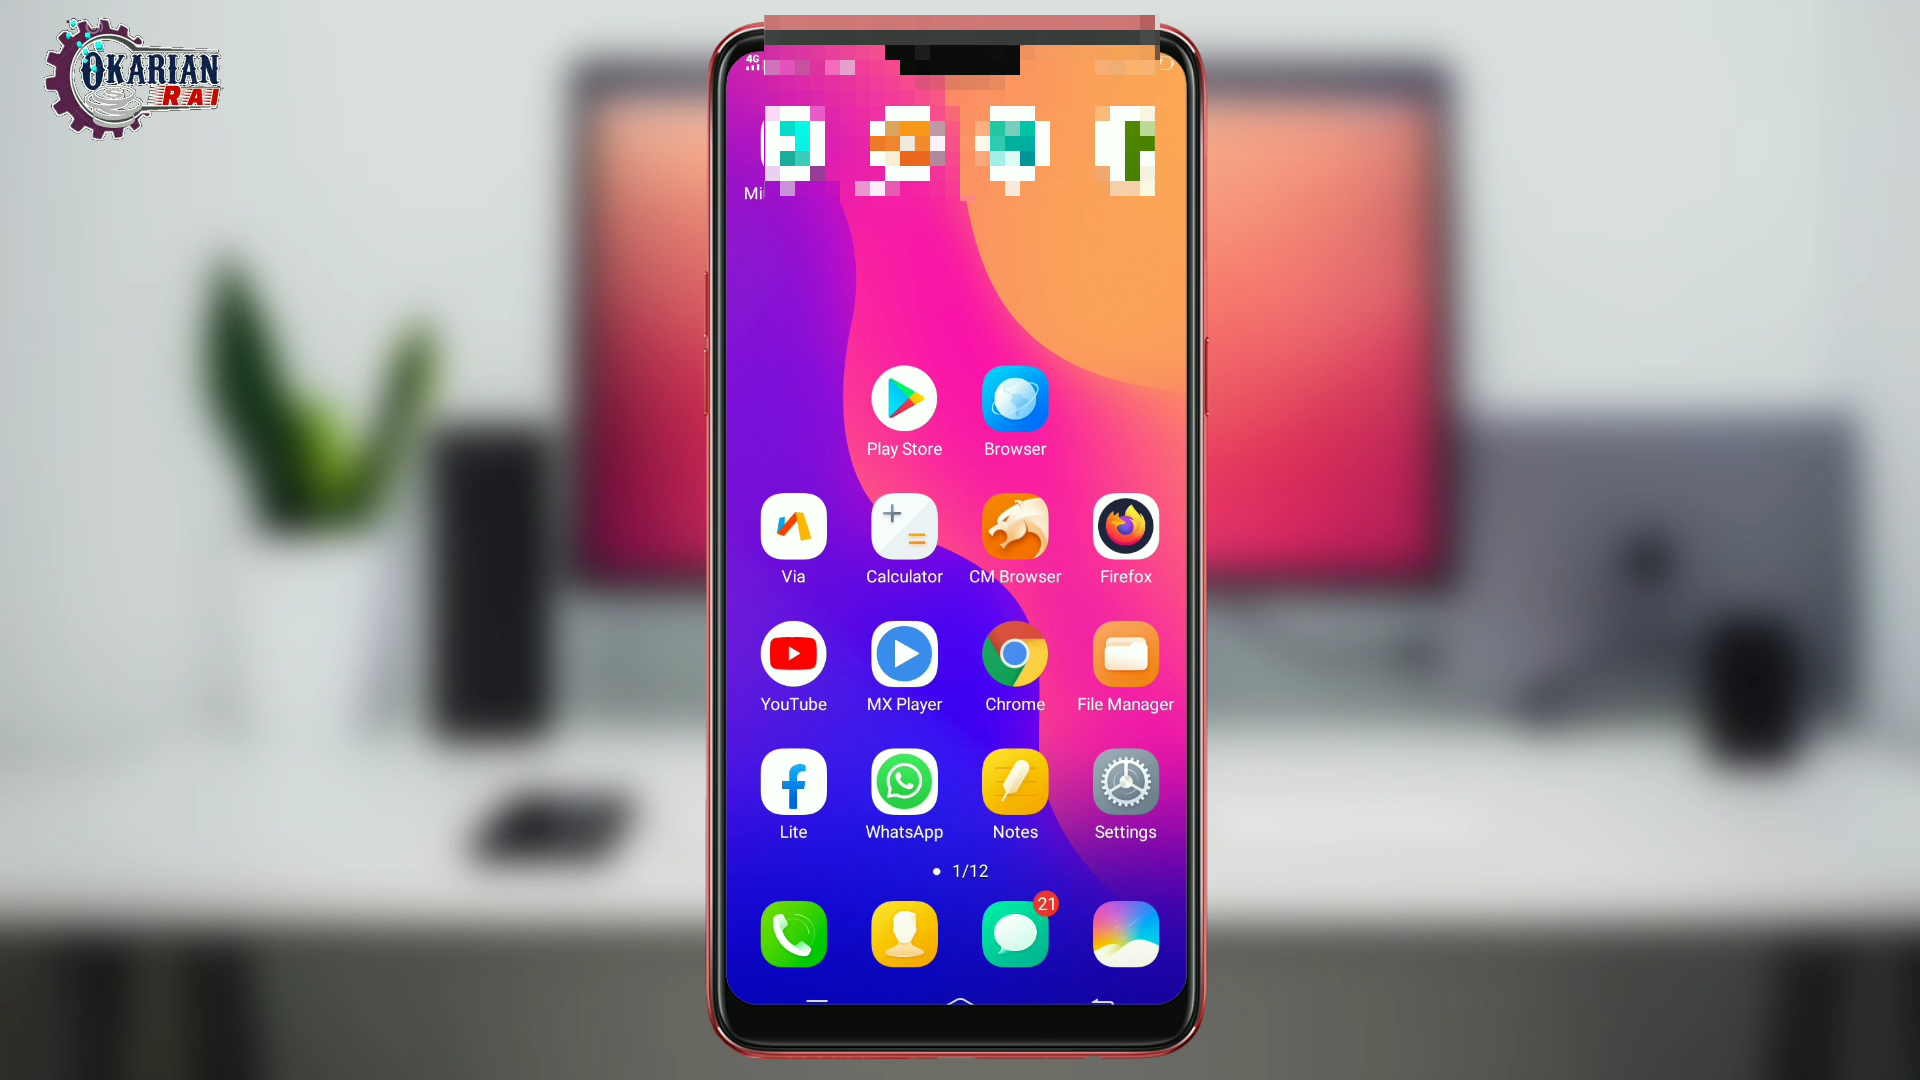 OKARIAN
RAI
4G
Play Store
Browser
Via
Calculator
CM Browser
Firefox
YouTube
MX Player
Chrome
File Manager
Lite
WhatsApp
Notes
Settings
1/12
21